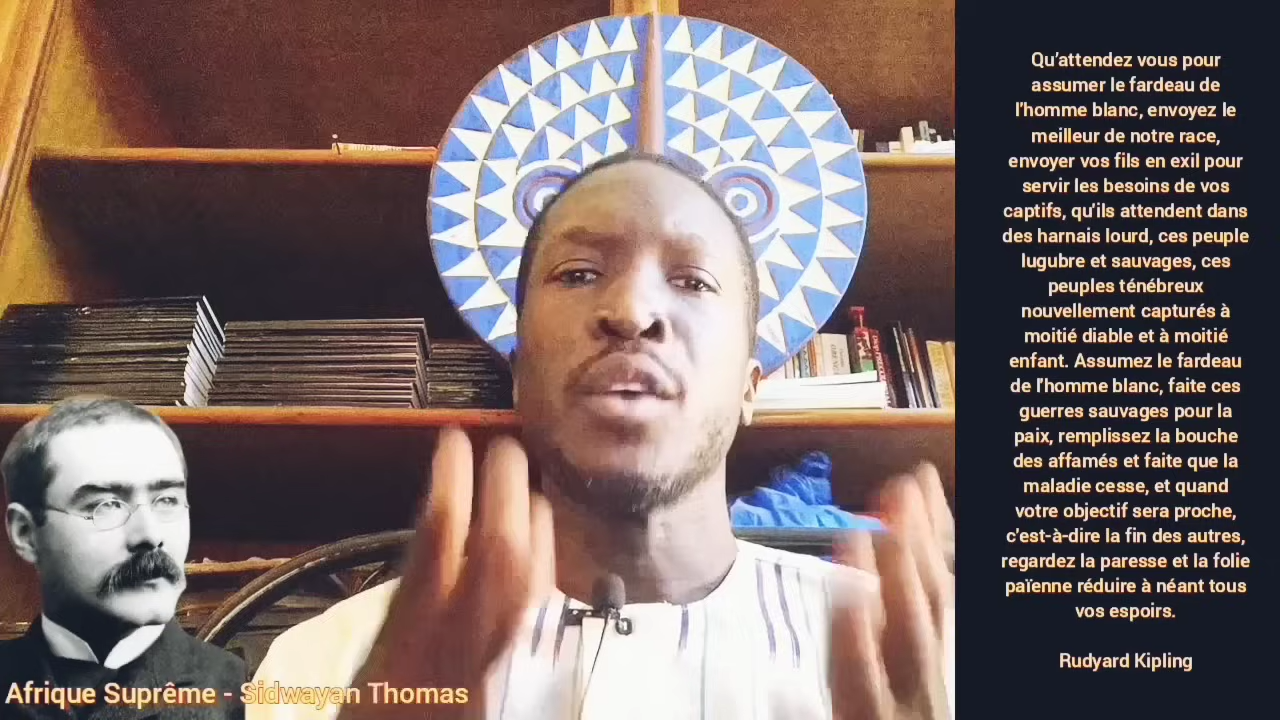 Qu'attendez vous pour
assumer le fardeau de
l'homme blanc, envoyez le
meilleur de notre race,
envoyer vos fils en exil pour
servir les besoins de vos
captifs, qu'ils attendent dans
des harnais lourd, ces peuple
lugubre et sauvages, ces
peuples ténébreux
nouvellement capturés à
moitié diable et à moitié
enfant. Assumez le fardeau
de l'homme blanc, faite ces
guerres sauvages pour la
paix, remplissez la bouche
des affamés et faite que la
maladie cesse, et quand
votre objectif sera proche,
c'est-à-dire la fin des autres,
regardez la paresse et la folie
païenne réduire à néant tous
vos espoirs.
Rudyard Kipling
Afrique Suprême - Sidwayan Thomas